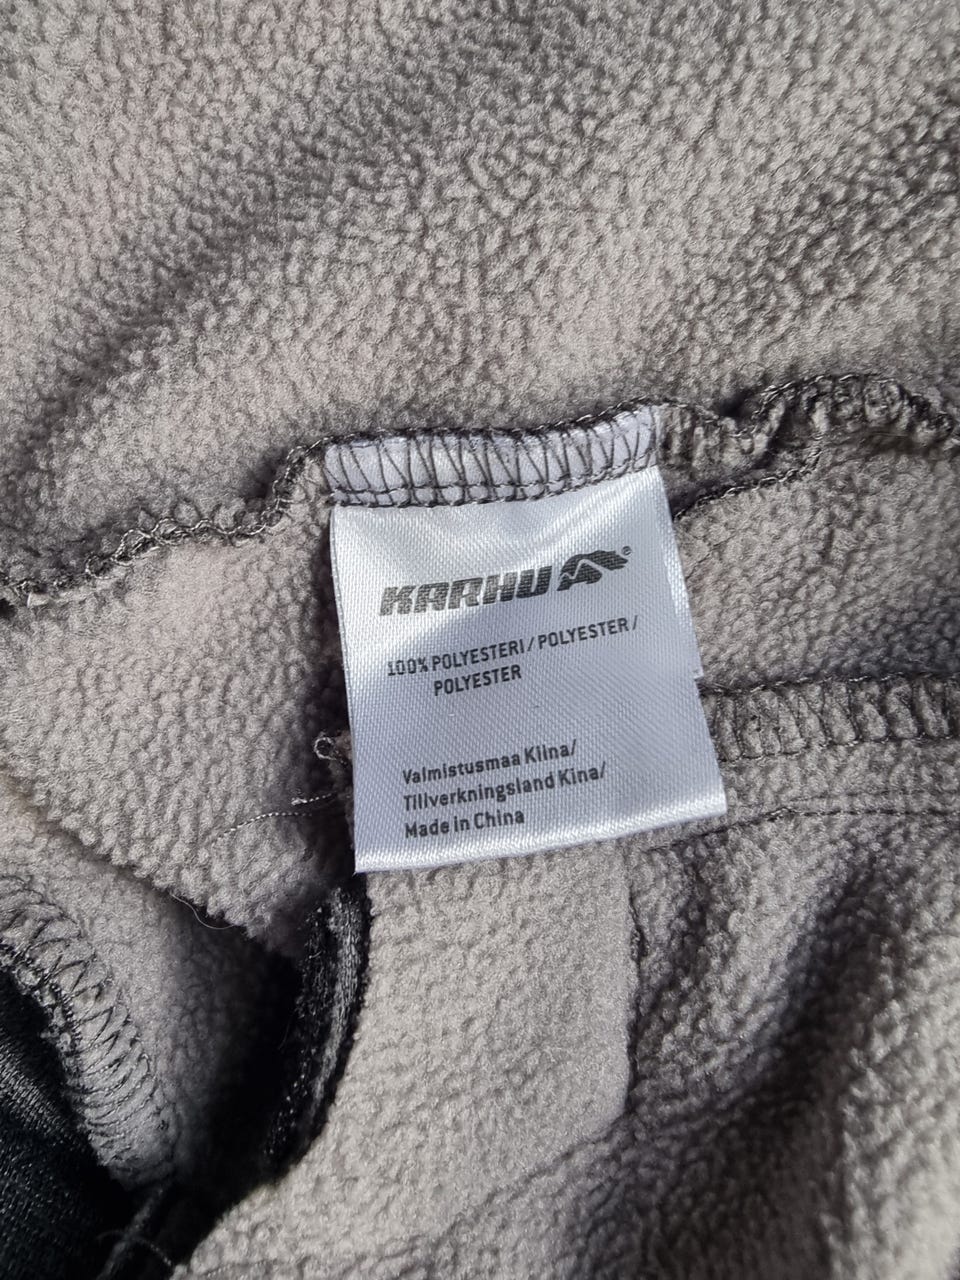 KARHU®
100% POLYESTERI / POLYESTER /
POLYESTER
Valmistusmaa Kiina/
Tillverkningsland Kina/
Made in China